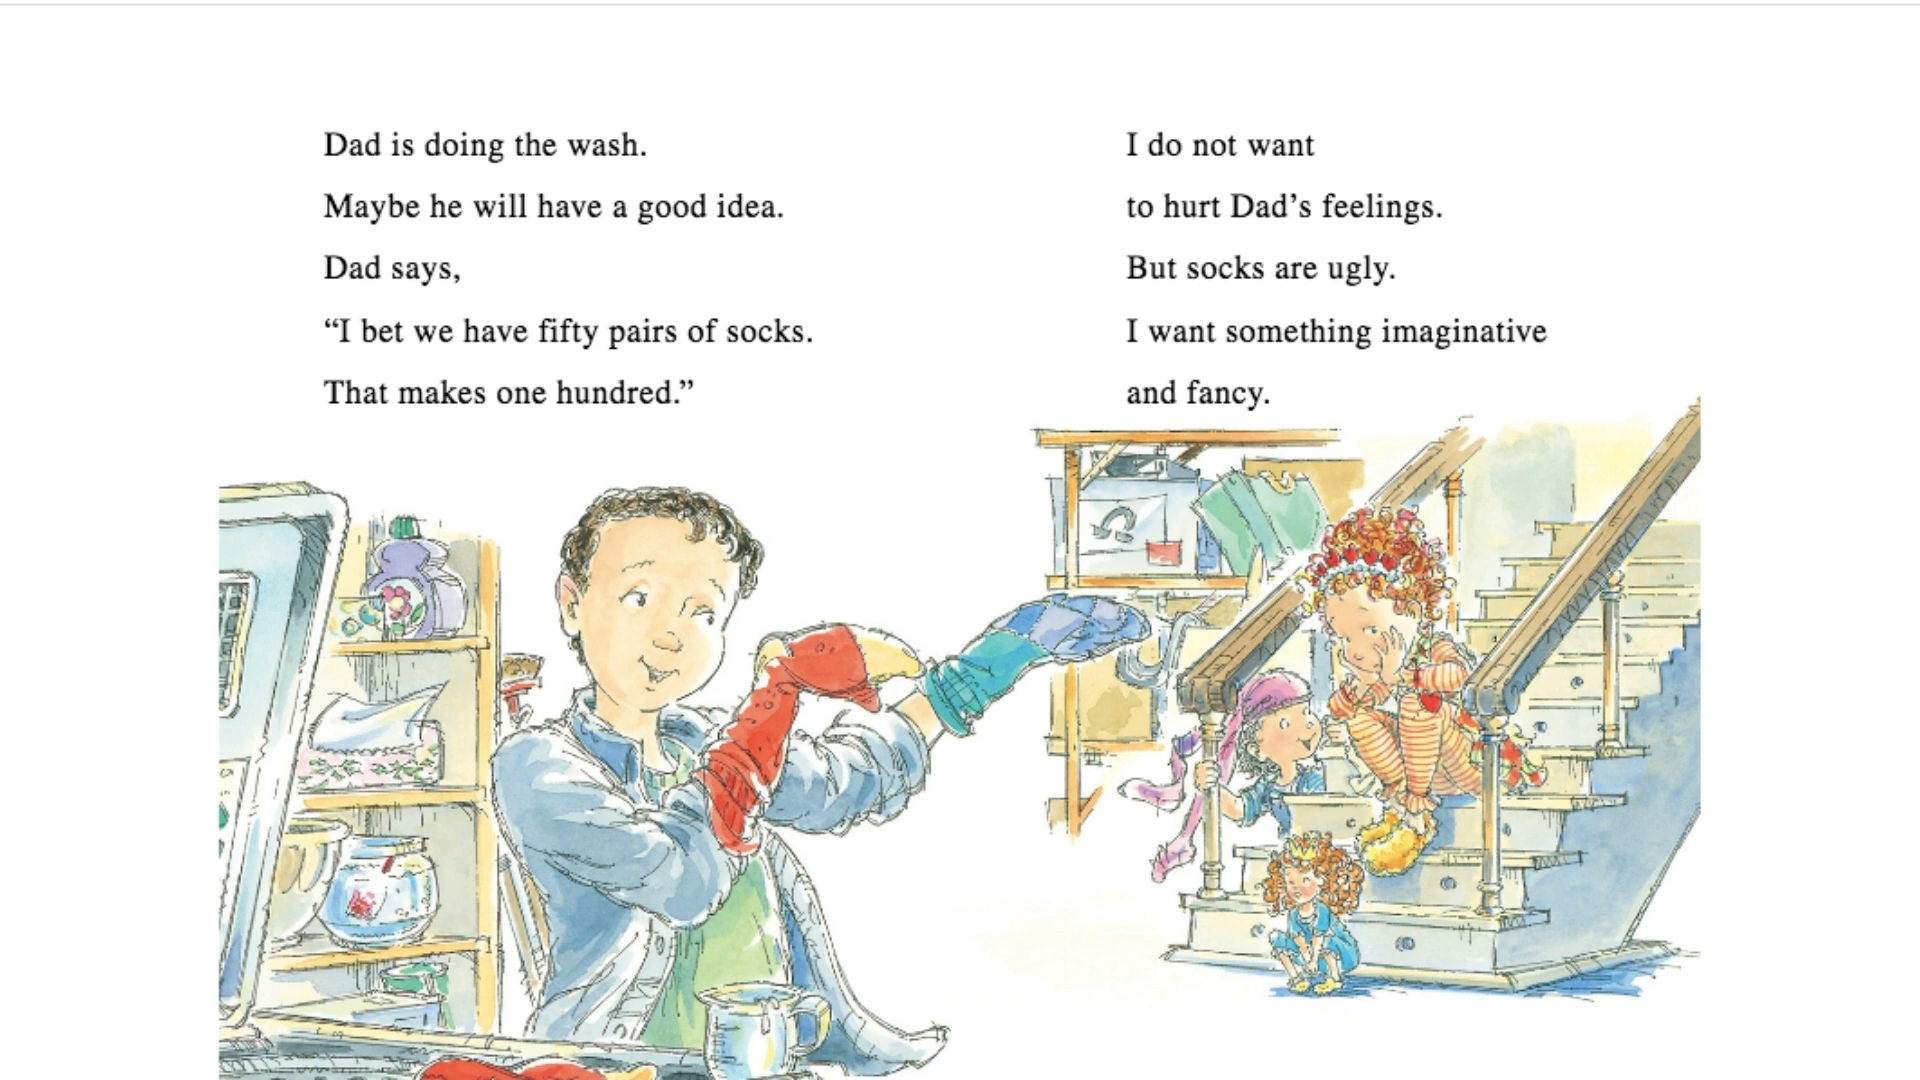 Dad is doing the wash.
Maybe he will have a good idea.
Dad says,
“I bet we have fifty pairs of socks.
That makes one hundred.”
I do not want
to hurt Dad’s feelings.
But socks are ugly.
I want something imaginative
and fancy.